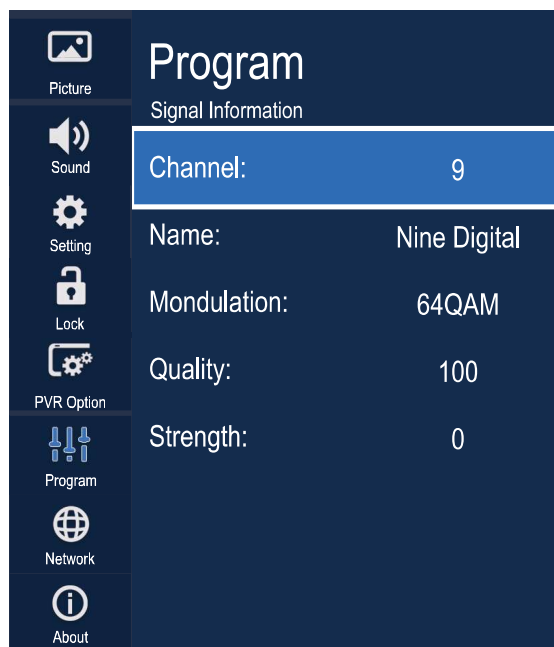 Picture
Sound
Setting
Lock
PVR Option
Program
Network
About
Program
Signal Information
Channel: 9
Name: Nine Digital
Mondulation: 64QAM
Quality: 100
Strength: 0